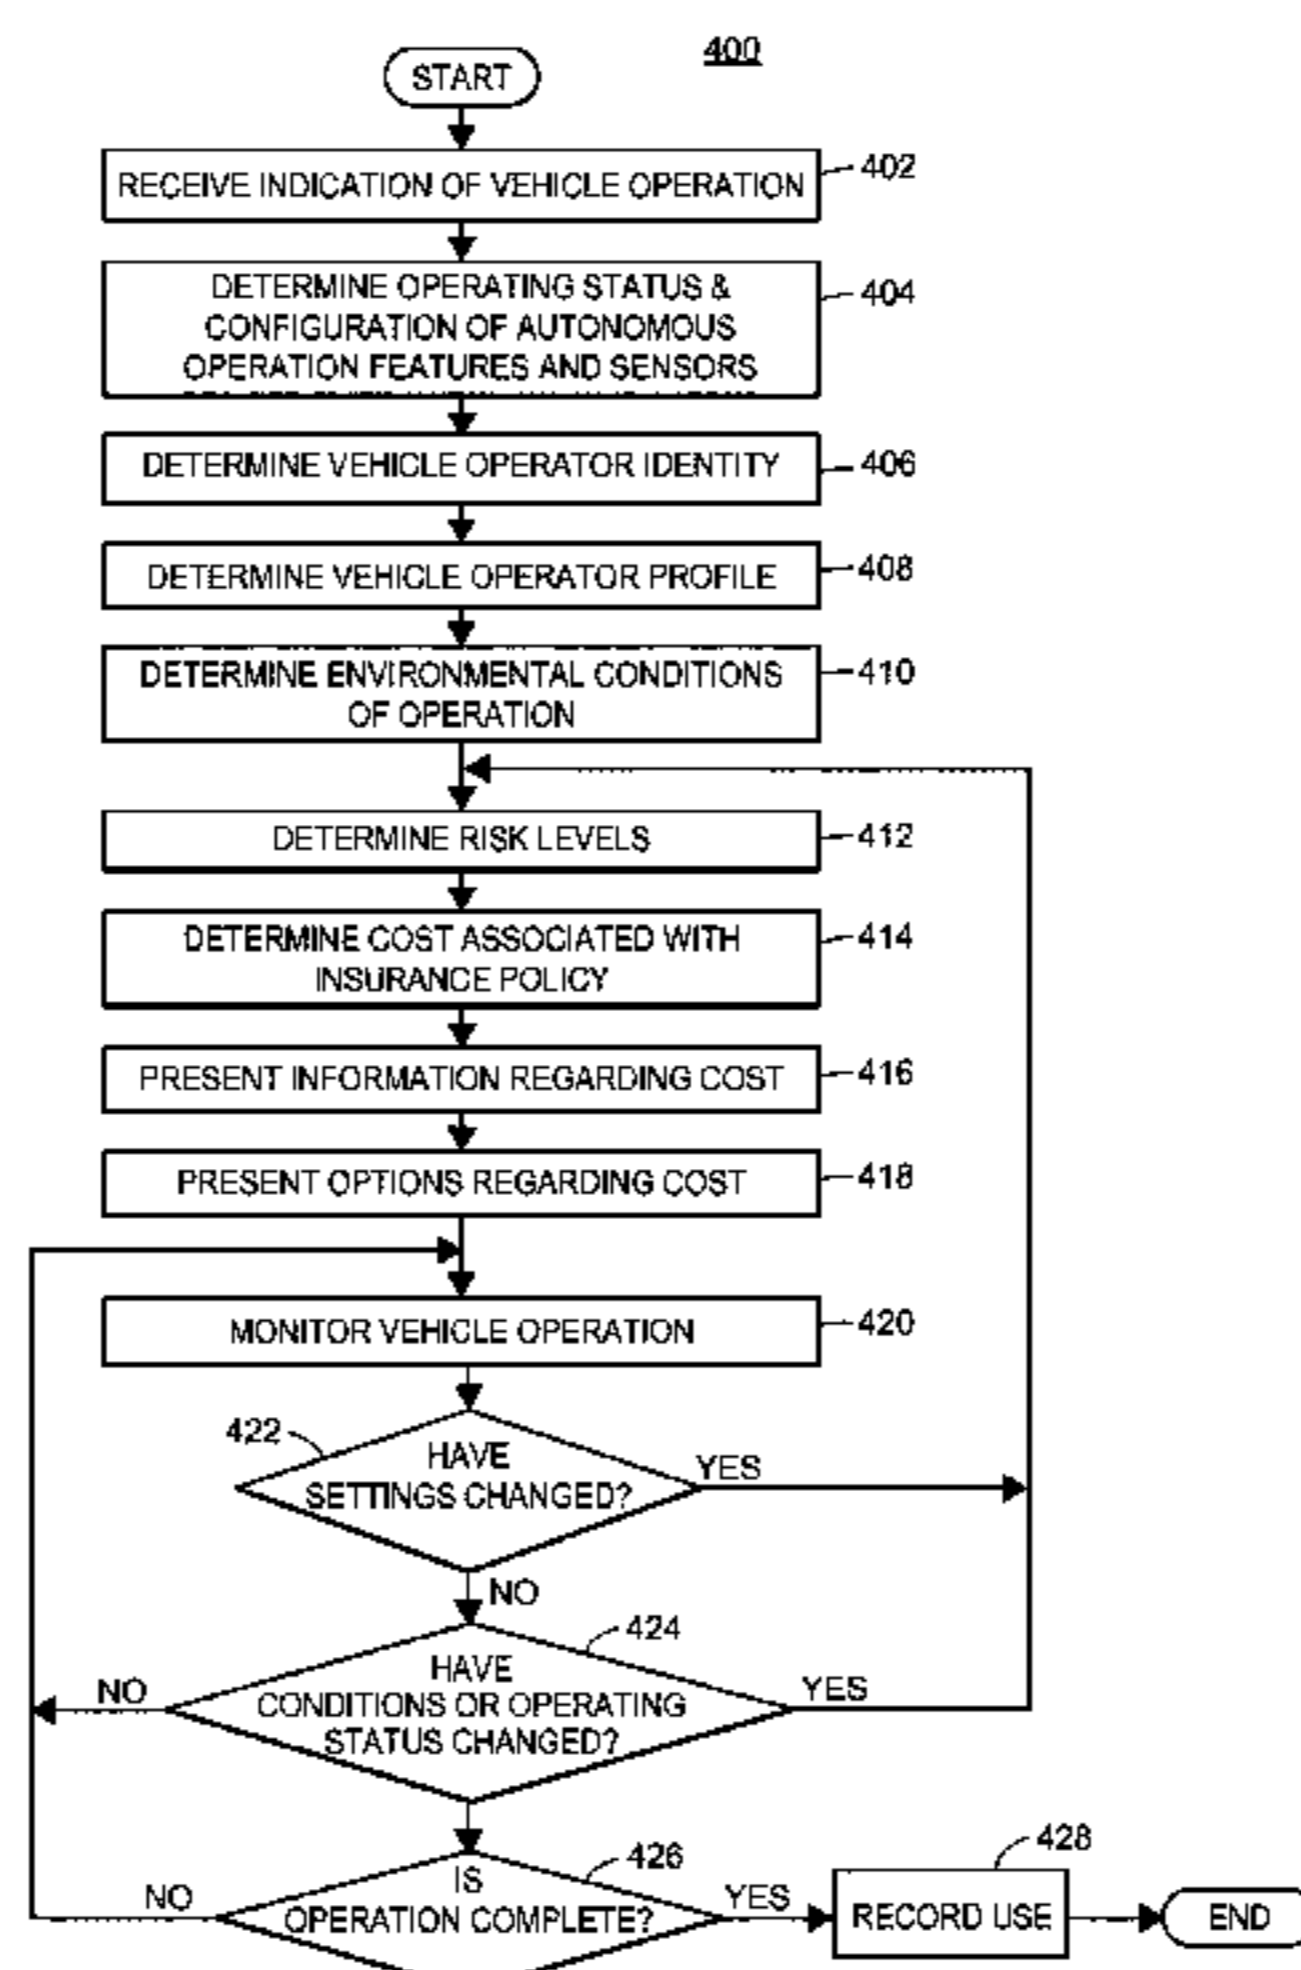 400
START
RECEIVE INDICATION OF VEHICLE OPERATION
402
DETERMINE OPERATING STATUS &
CONFIGURATION OF AUTONOMOUS
OPERATION FEATURES AND SENSORS
404
DETERMINE VEHICLE OPERATOR IDENTITY
406
DETERMINE VEHICLE OPERATOR PROFILE
408
DETERMINE ENVIRONMENTAL CONDITIONS
OF OPERATION
410
DETERMINE RISK LEVELS
412
DETERMINE COST ASSOCIATED WITH
INSURANCE POLICY
414
PRESENT INFORMATION REGARDING COST
416
PRESENT OPTIONS REGARDING COST
418
MONITOR VEHICLE OPERATION
420
422
HAVE
SETTINGS CHANGED?
YES
NO
424
HAVE
CONDITIONS OR OPERATING
STATUS CHANGED?
NO
YES
426
IS
OPERATION COMPLETE?
NO
YES
428
RECORD USE
END